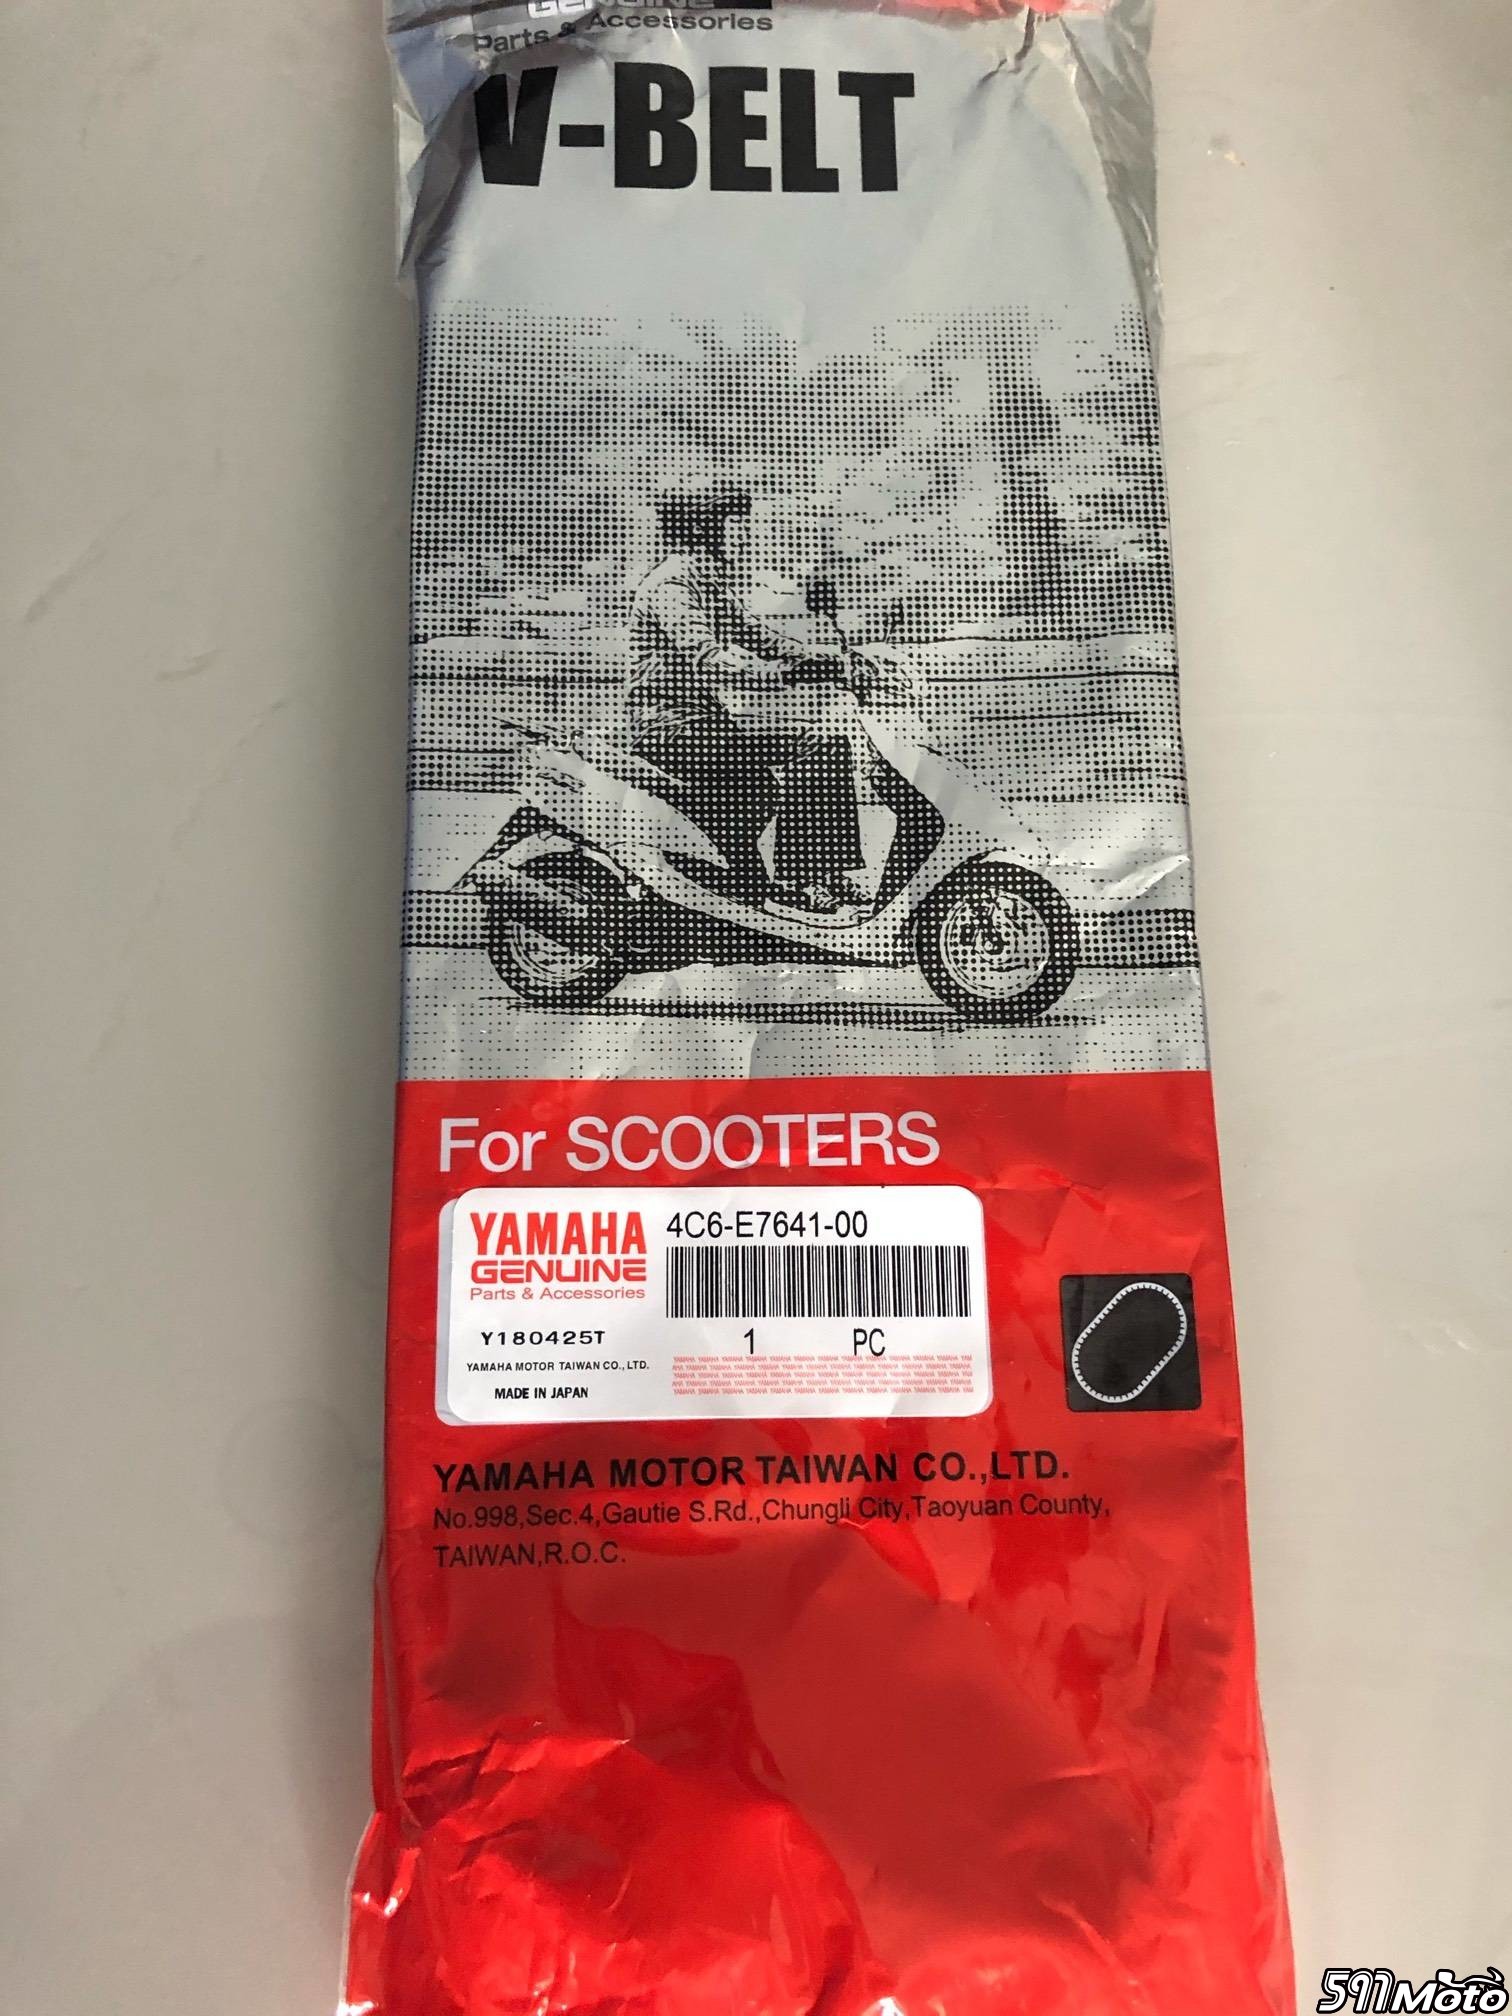 GENUINE
Parts & Accessories
V-BELT
For SCOOTERS
YAMAHA
GENUINE
Parts & Accessories
4C6-E7641-00
Y180425T
1 PC
YAMAHA MOTOR TAIWAN CO., LTD.
MADE IN JAPAN
YAMAHA MOTOR TAIWAN CO.,LTD.
No.998,Sec.4,Gautie S.Rd.,Chungli City,Taoyuan County,
TAIWAN,R.O.C.
591Moto